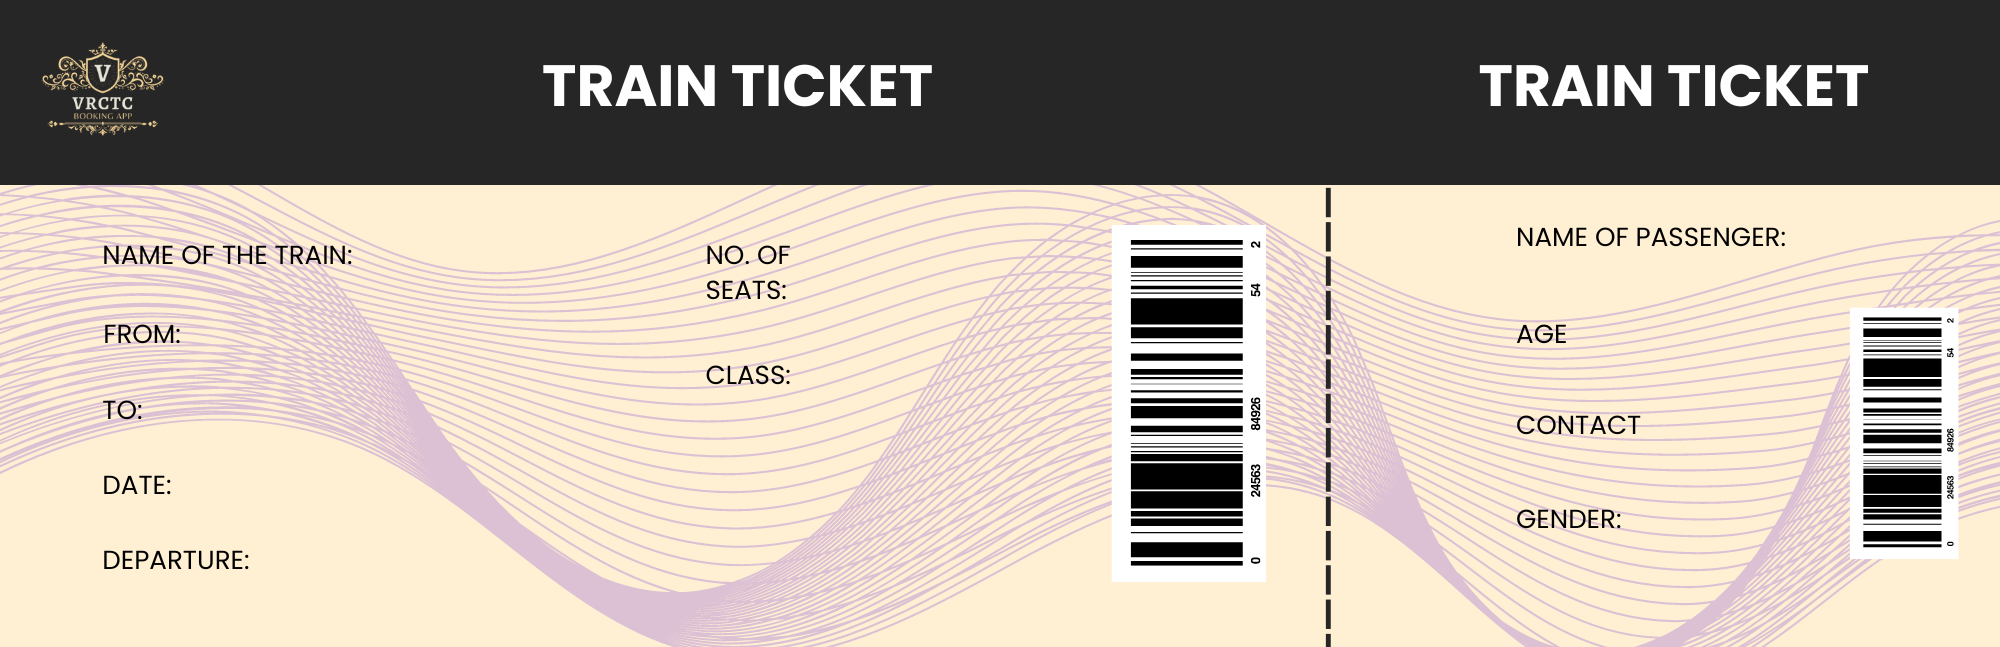 V
VRCTC
BOOKING APP
TRAIN TICKET
NAME OF THE TRAIN:
FROM:
TO:
DATE:
DEPARTURE:
NO. OF
SEATS:
CLASS:
0 24563 84926 54 2
TRAIN TICKET
NAME OF PASSENGER:
AGE
CONTACT
GENDER:
0 24563 84926 54 2